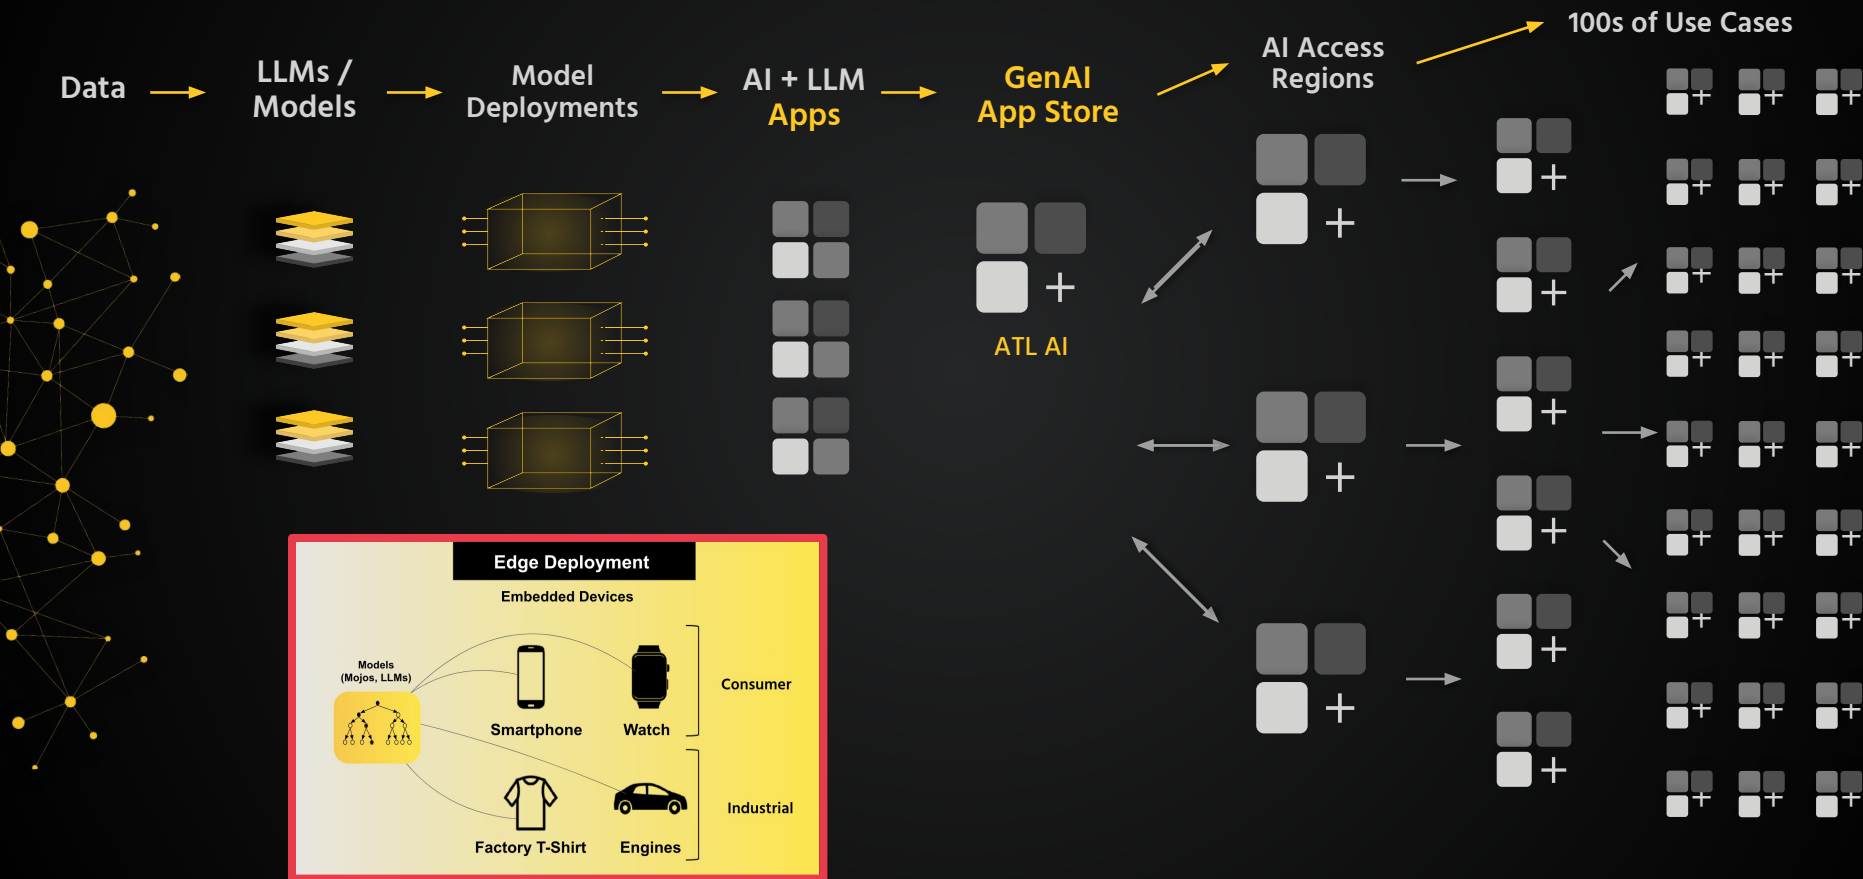 Data
LLMs /
Models
Model
Deployments
AI + LLM
Apps
GenAI
App Store
AI Access
Regions
100s of Use Cases
ATL AI
Edge Deployment
Embedded Devices
Models
(Mojos, LLMs)
Smartphone
Watch
Consumer
Factory T-Shirt
Engines
Industrial